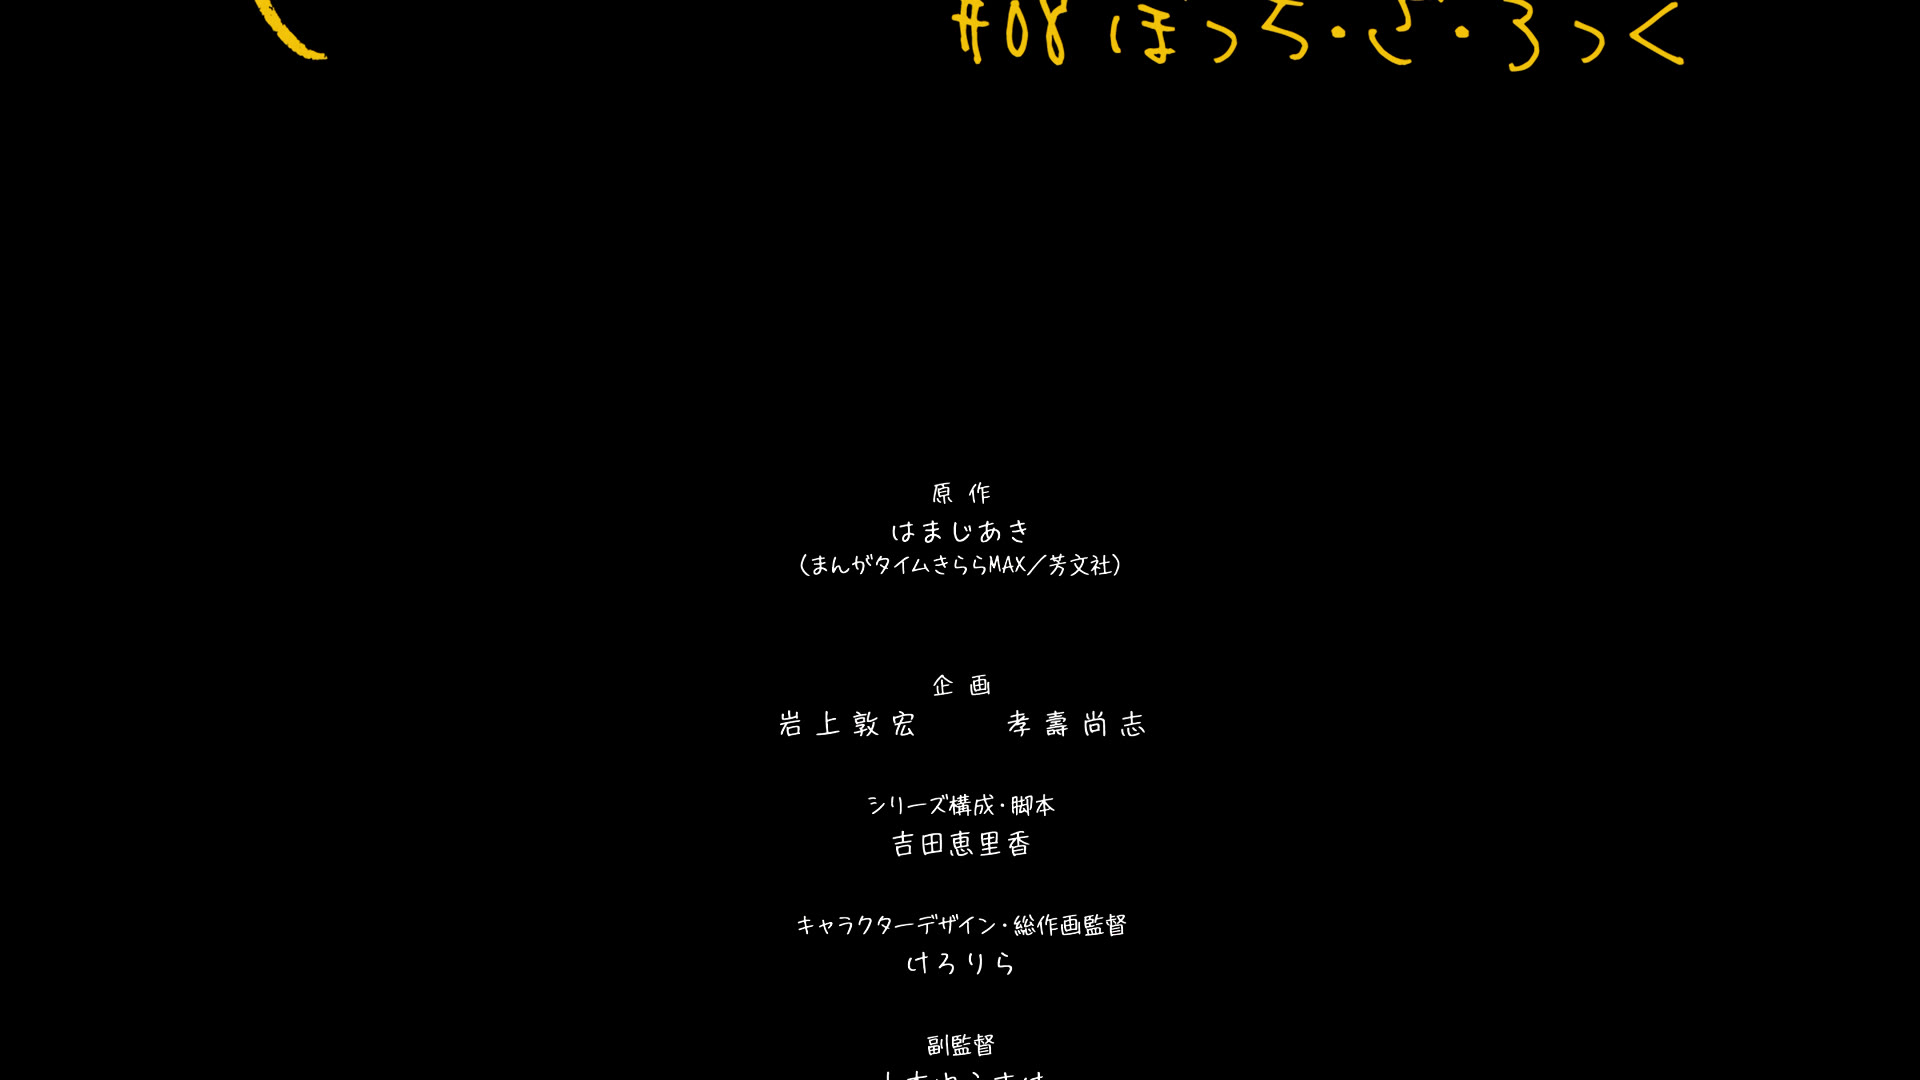 #08 ぼっち・ざ・ろっく
原作
はまじあき
(まんがタイムきららMAX/芳文社)
企画
岩上敦宏　　孝壽尚志
シリーズ構成・脚本
吉田恵里香
キャラクターデザイン・総作画監督
けろりら
副監督